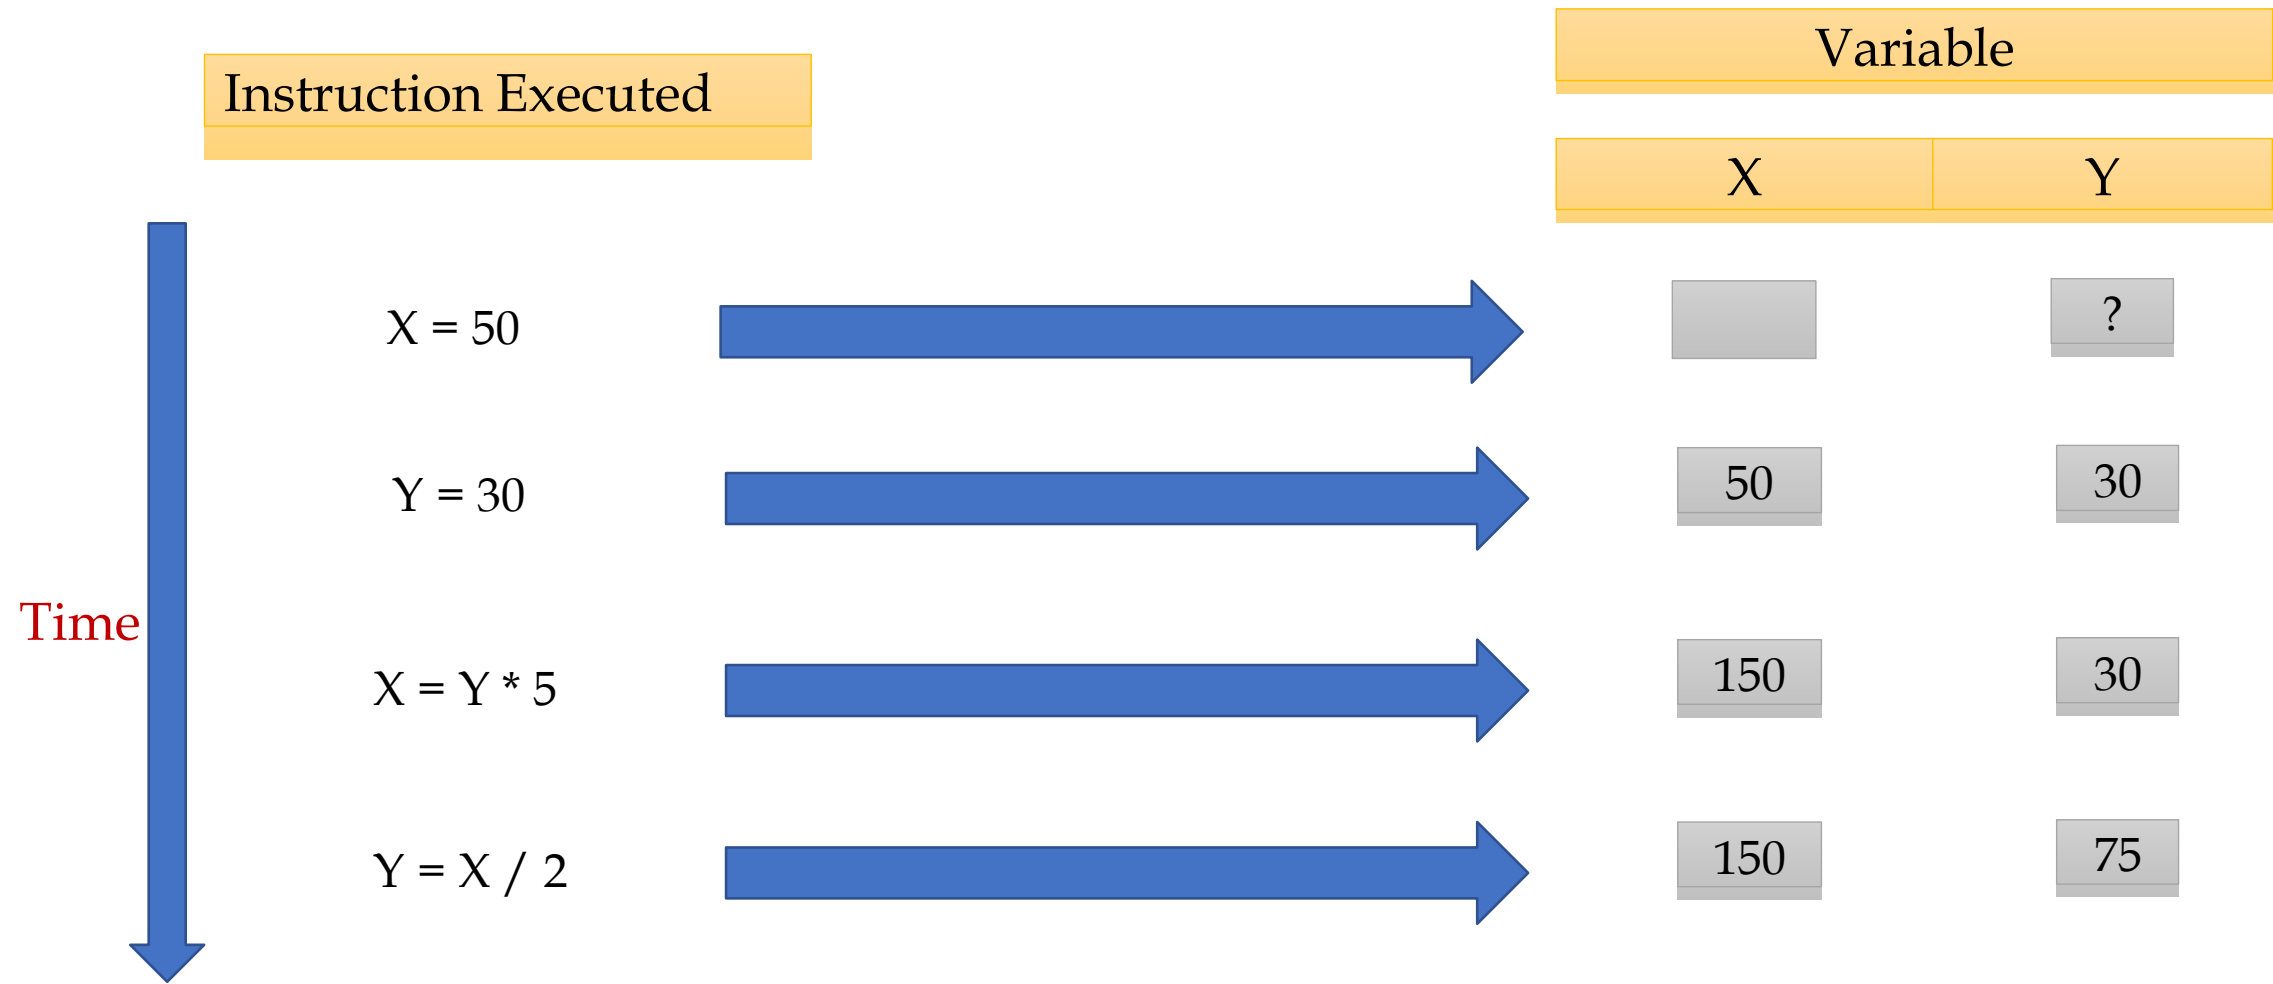 Variable
Instruction Executed
X Y
X = 50 ?
Y = 30 50 30
Time
X = Y * 5 150 30
Y = X / 2 150 75